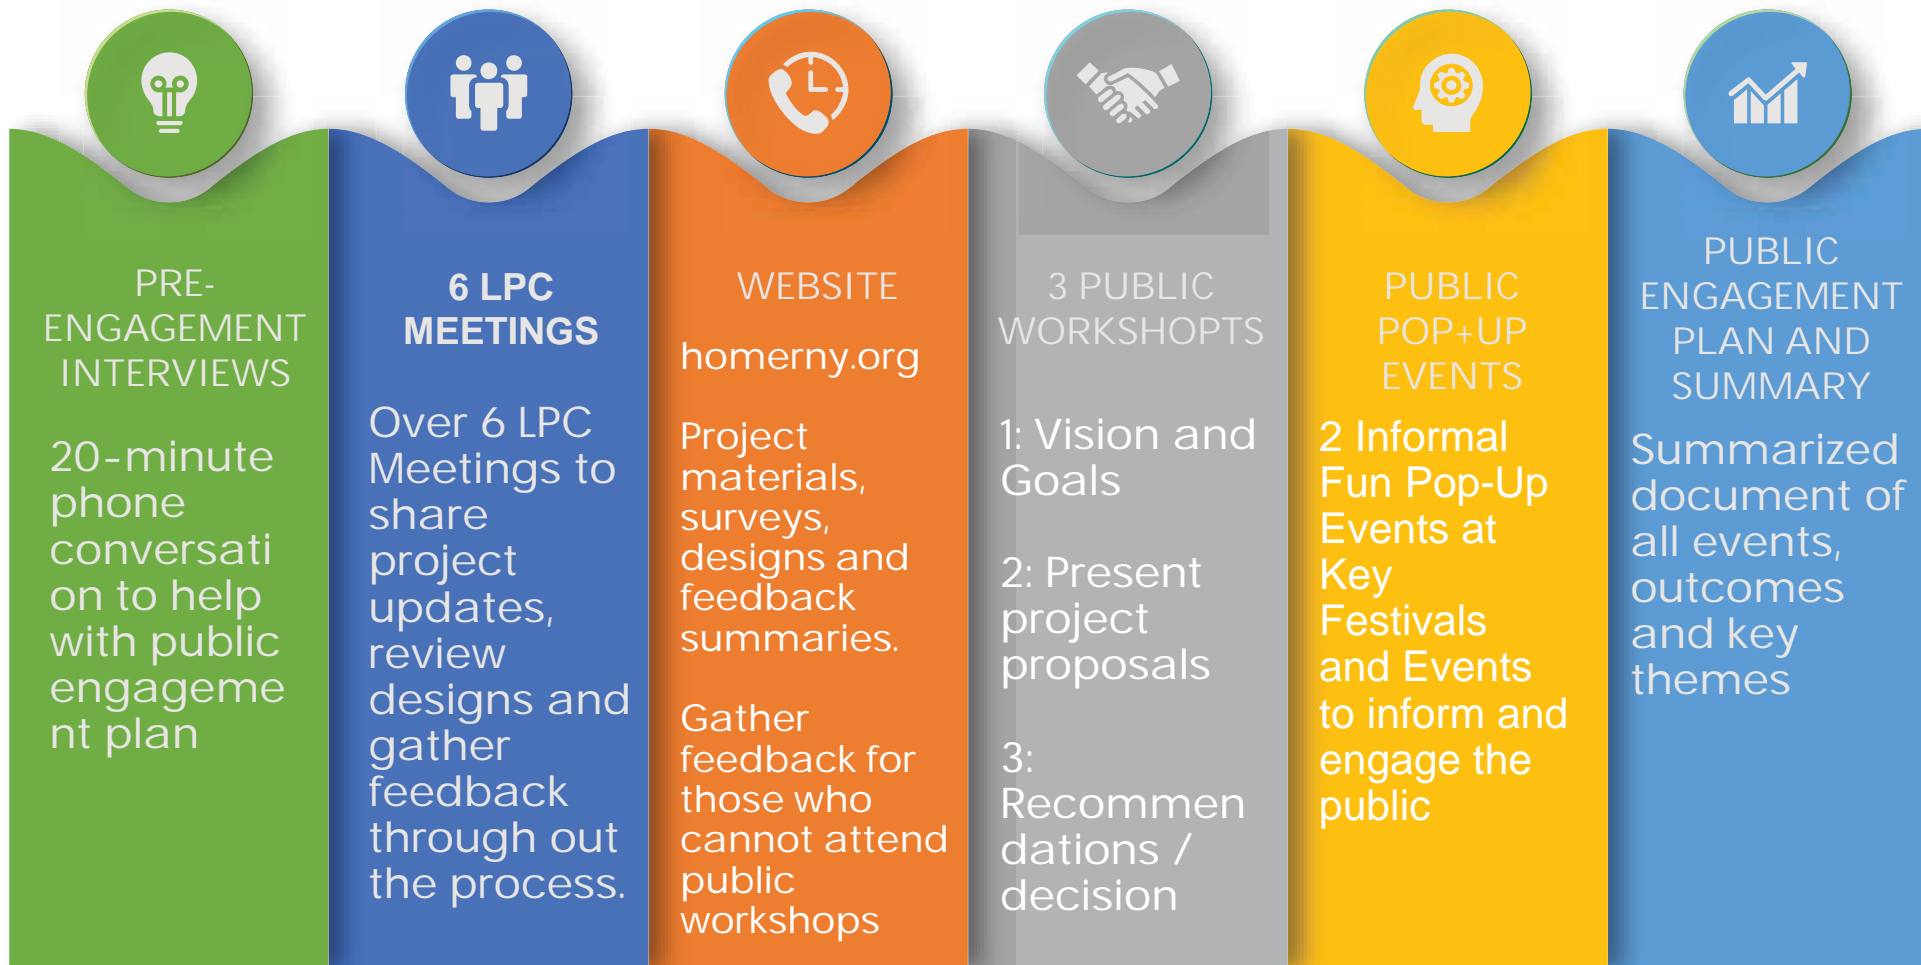 PRE-
ENGAGEMENT
INTERVIEWS
20-minute
phone
conversati
on to help
with public
engageme
nt plan
6 LPC
MEETINGS
Over 6 LPC
Meetings to
share
project
updates,
review
designs and
gather
feedback
through out
the process.
WEBSITE
homerny.org
Project
materials,
surveys,
designs and
feedback
summaries.
Gather
feedback for
those who
cannot attend
public
workshops
3 PUBLIC
WORKSHOPTS
1: Vision and
Goals
2: Present
project
proposals
3:
Recommen
dations /
decision
PUBLIC
POP+UP
EVENTS
2 Informal
Fun Pop-Up
Events at
Key
Festivals
and Events
to inform and
engage the
public
PUBLIC
ENGAGEMENT
PLAN AND
SUMMARY
Summarized
document of
all events,
outcomes
and key
themes